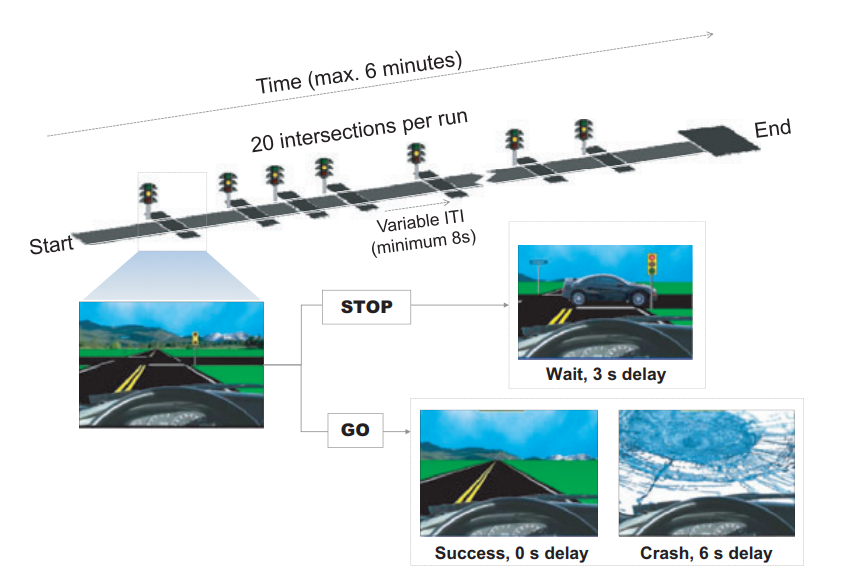 Time (max. 6 minutes)
20 intersections per run
End
Start
Variable ITI
(minimum 8s)
STOP
Wait, 3 s delay
GO
Success, 0 s delay
Crash, 6 s delay